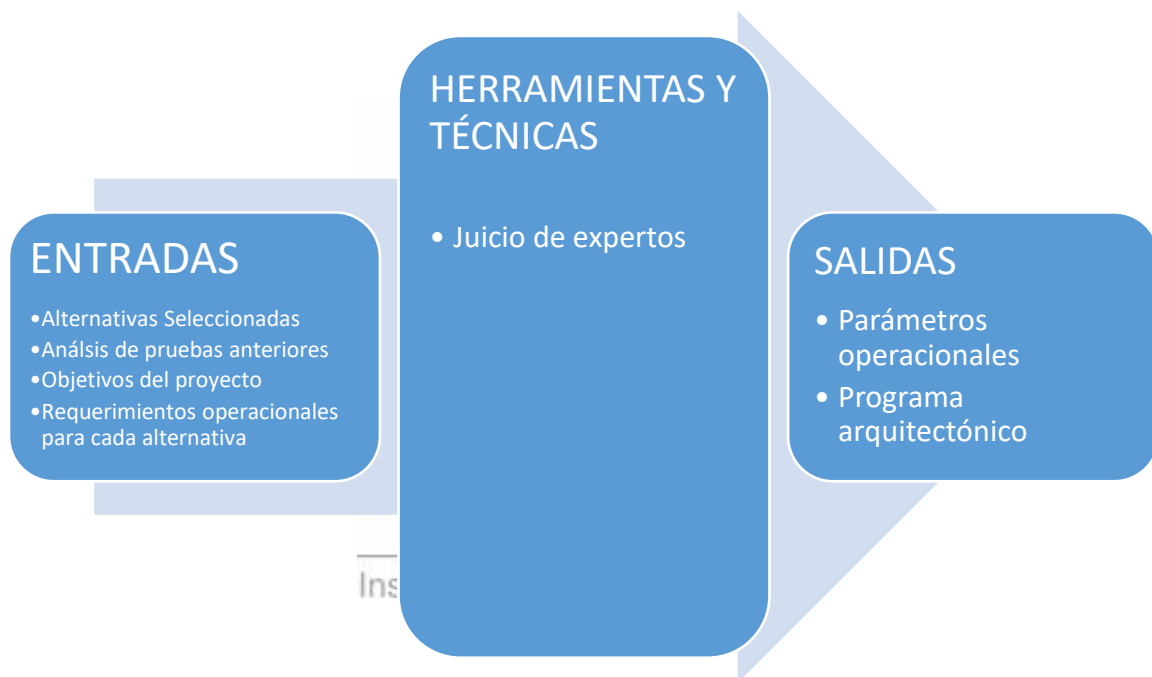 ENTRADAS
•Alternativas Seleccionadas
•Análsis de pruebas anteriores
•Objetivos del proyecto
•Requerimientos operacionales
para cada alternativa
HERRAMIENTAS Y
TÉCNICAS
• Juicio de expertos
SALIDAS
• Parámetros
operacionales
• Programa
arquitectónico